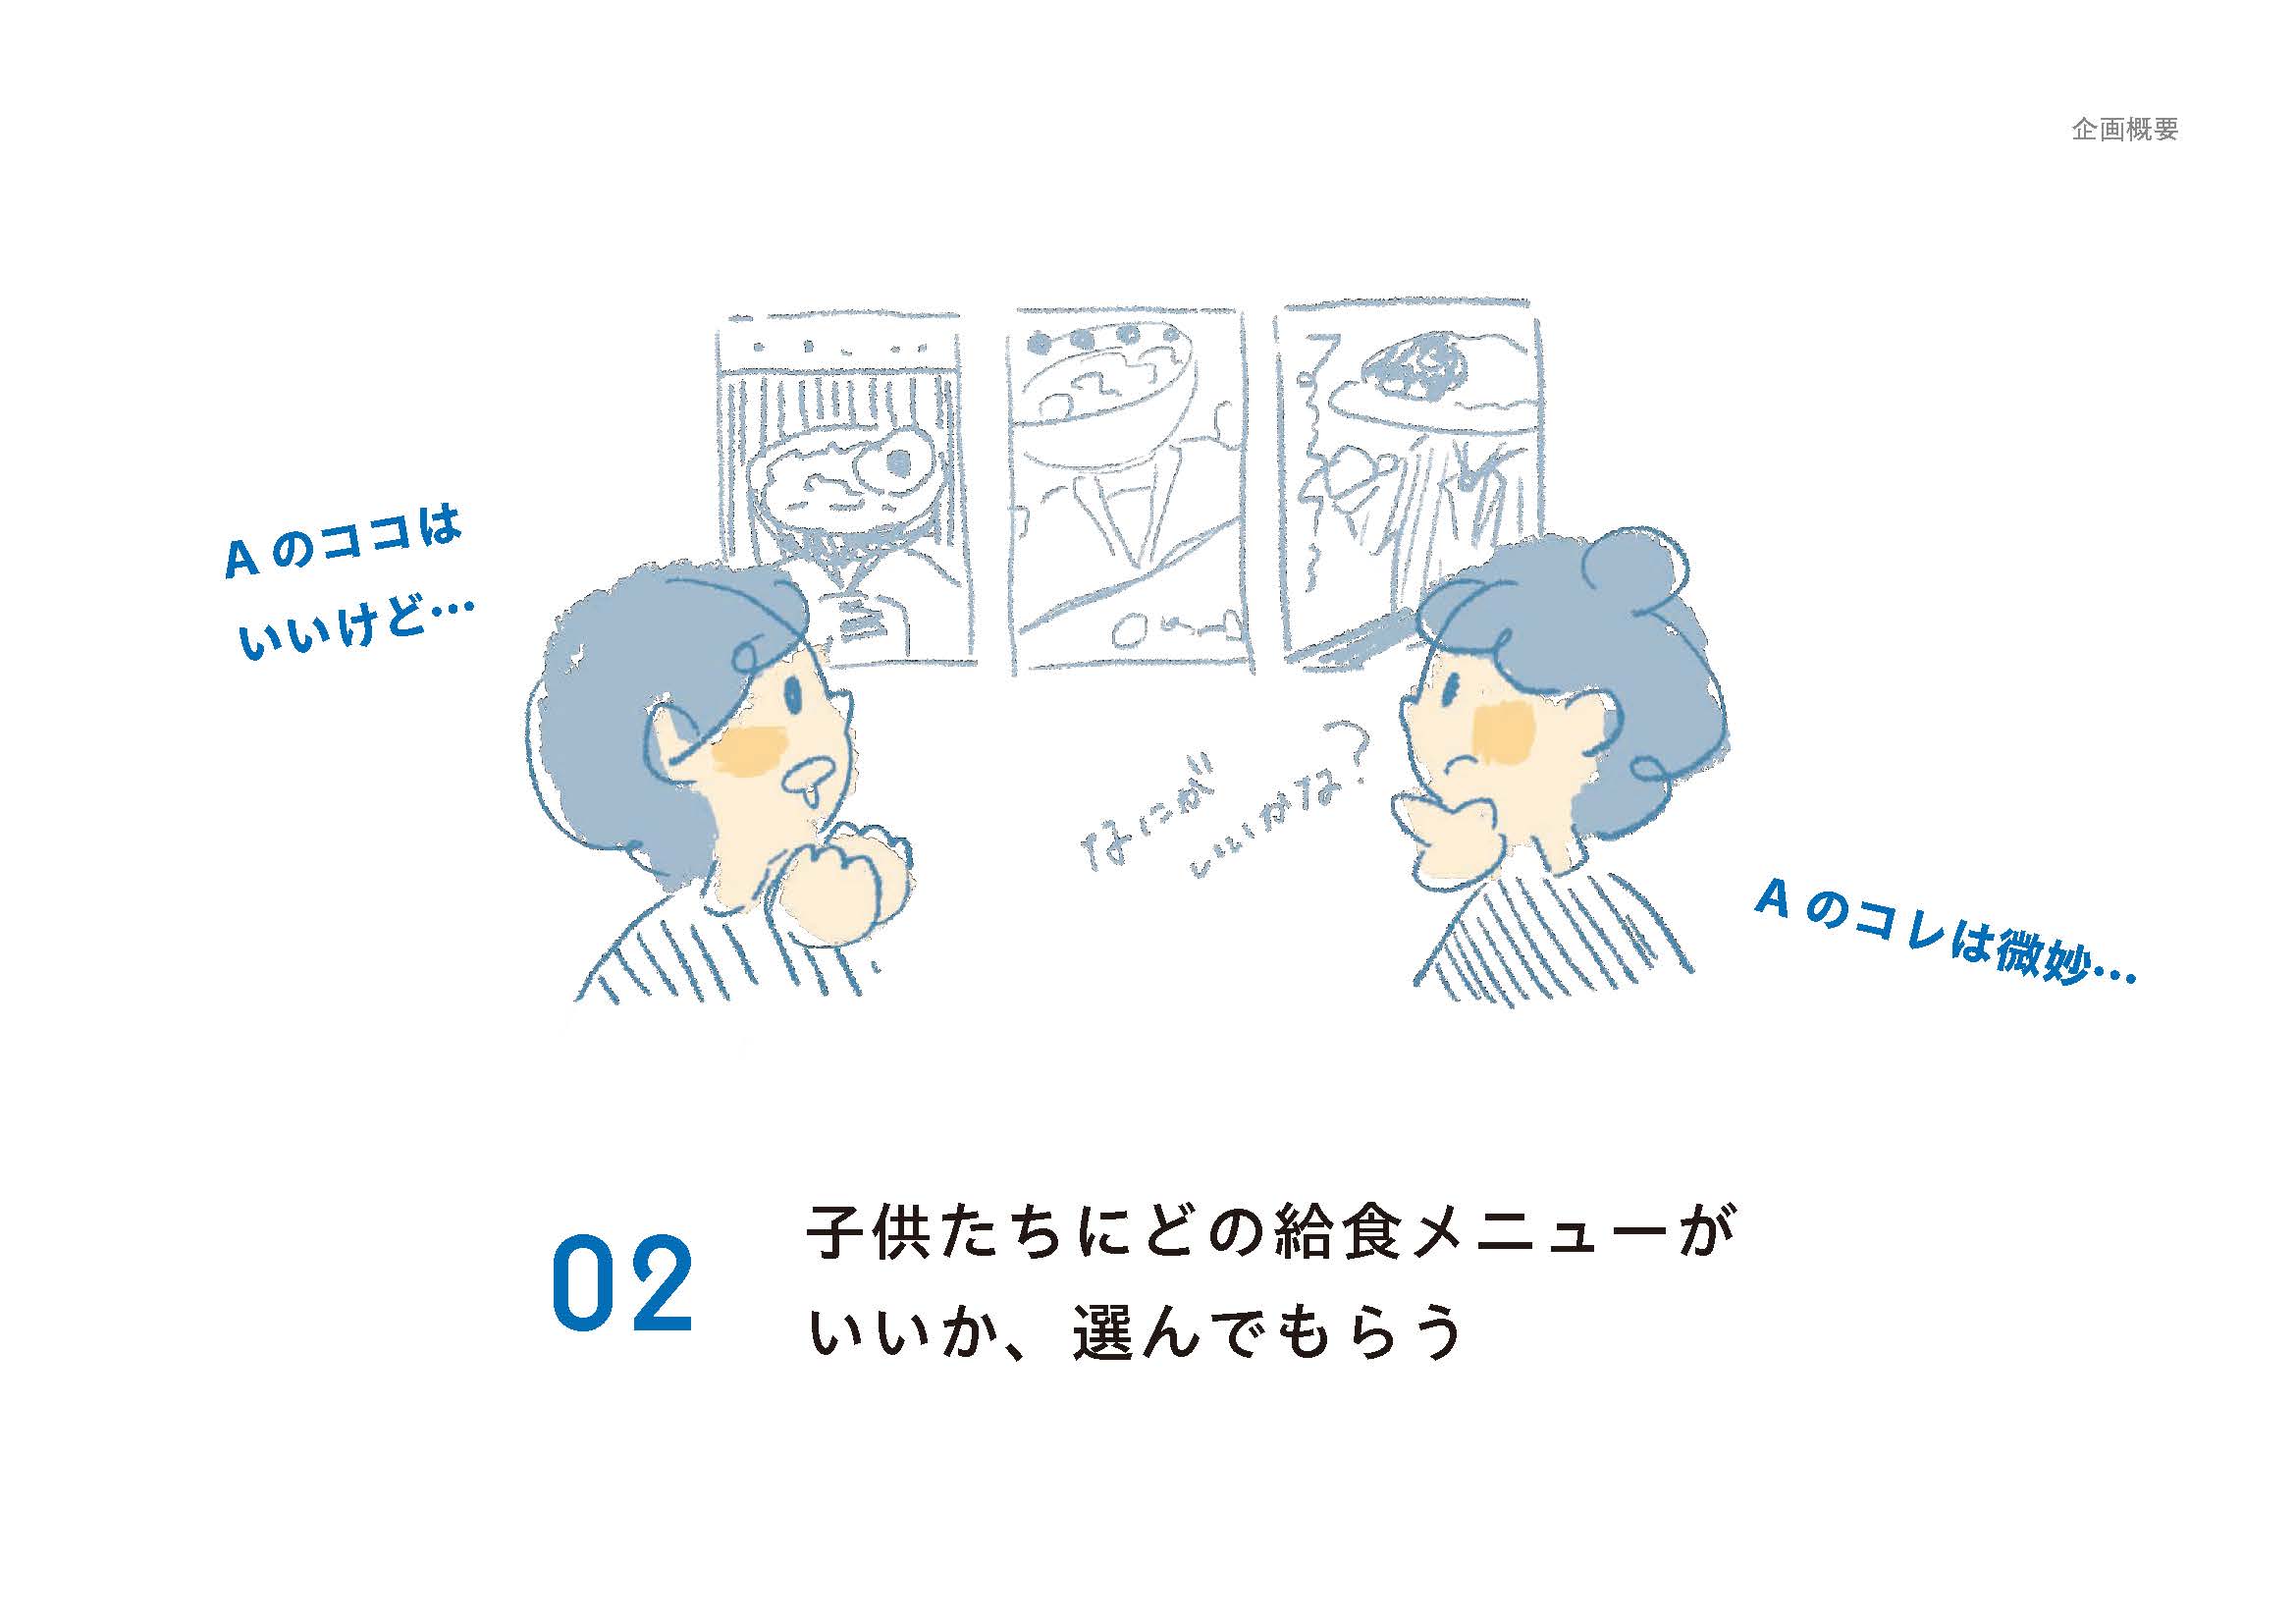 企画概要
A のココは
いいけど…
なにが
いいかな？
A のコレは微妙…
02
子供たちにどの給食メニューが
いいか、選んでもらう